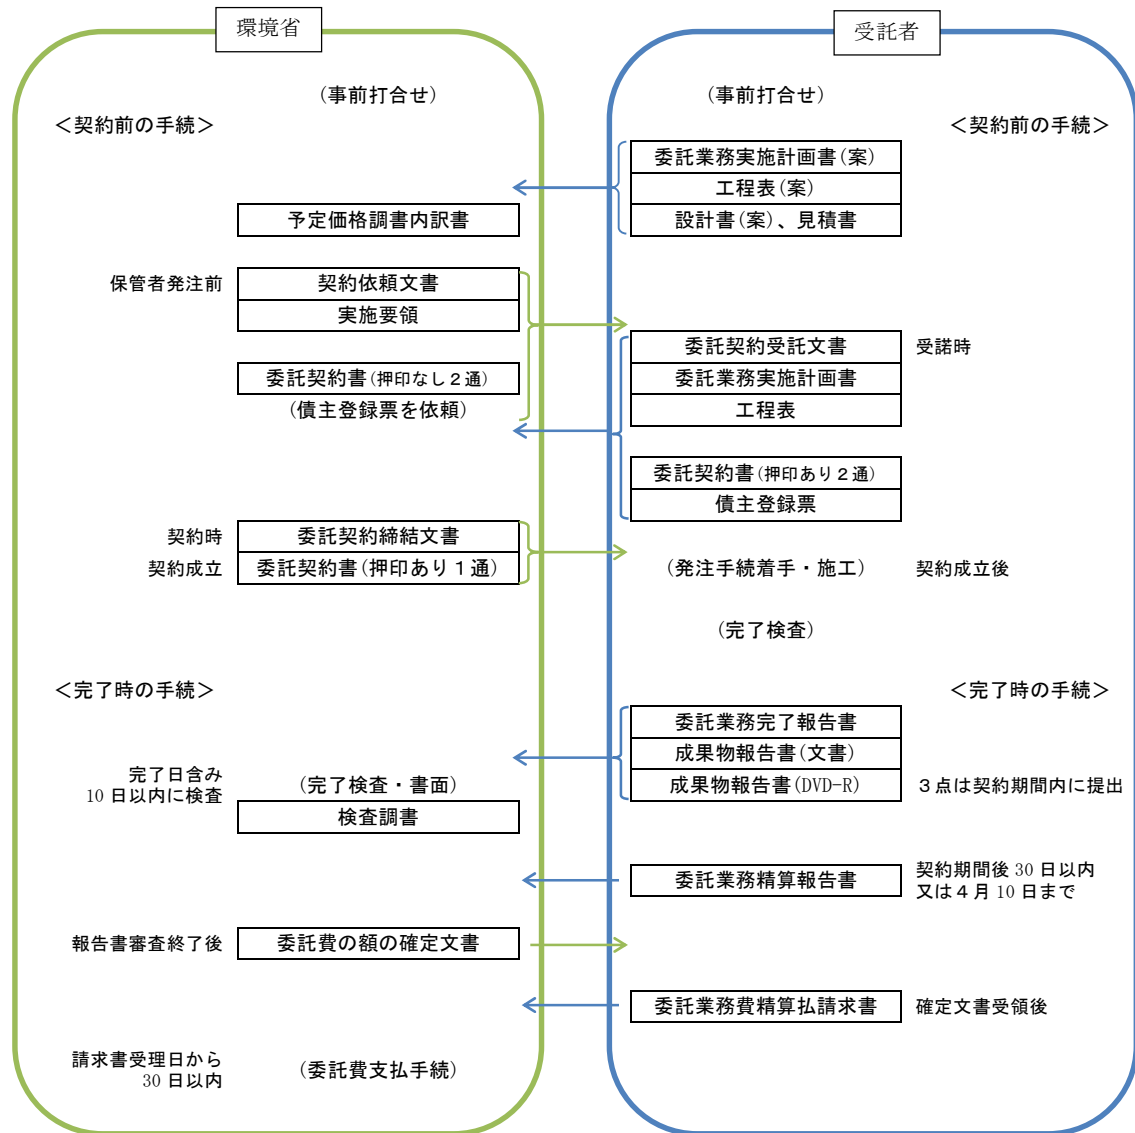 環境省
受託者
(事前打合せ)
(事前打合せ)
＜契約前の手続＞
＜契約前の手続＞
委託業務実施計画書(案)
工程表(案)
予定価格調書内訳書
設計書(案)、見積書
保管者発注前
契約依頼文書
実施要領
委託契約受託文書
受諾時
委託契約書(押印なし２通)
委託業務実施計画書
(債主登録票を依頼)
工程表
委託契約書(押印あり２通)
債主登録票
契約時
委託契約締結文書
契約成立
委託契約書(押印あり１通)
(発注手続着手・施工)
契約成立後
(完了検査)
＜完了時の手続＞
＜完了時の手続＞
委託業務完了報告書
成果物報告書(文書)
完了日含み
10 日以内に検査
(完了検査・書面)
成果物報告書(DVD-R)
３点は契約期間内に提出
検査調書
委託業務精算報告書
契約期間後 30 日以内
又は４月 10 日まで
報告書審査終了後
委託費の額の確定文書
委託業務費精算払請求書
確定文書受領後
請求書受理日から
30 日以内
(委託費支払手続)